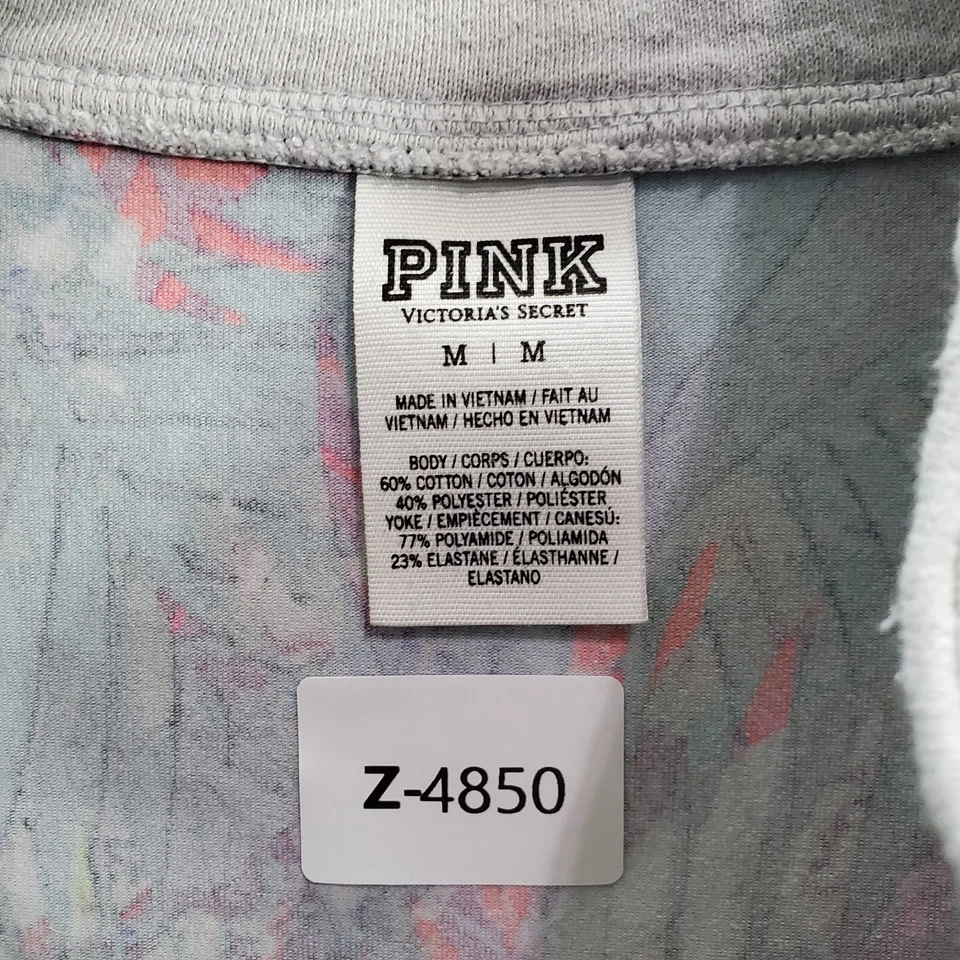 PINK
VICTORIA'S SECRET
M | M
MADE IN VIETNAM / FAIT AU
VIETNAM / HECHO EN VIETNAM
BODY / CORPS / CUERPO:
60% COTTON / COTON / ALGODÓN
40% POLYESTER / POLIÉSTER
YOKE / EMPIÈCEMENT / CANESÚ:
77% POLYAMIDE / POLIAMIDA
23% ELASTANE / ÉLASTHANNE /
ELASTANO
Z-4850